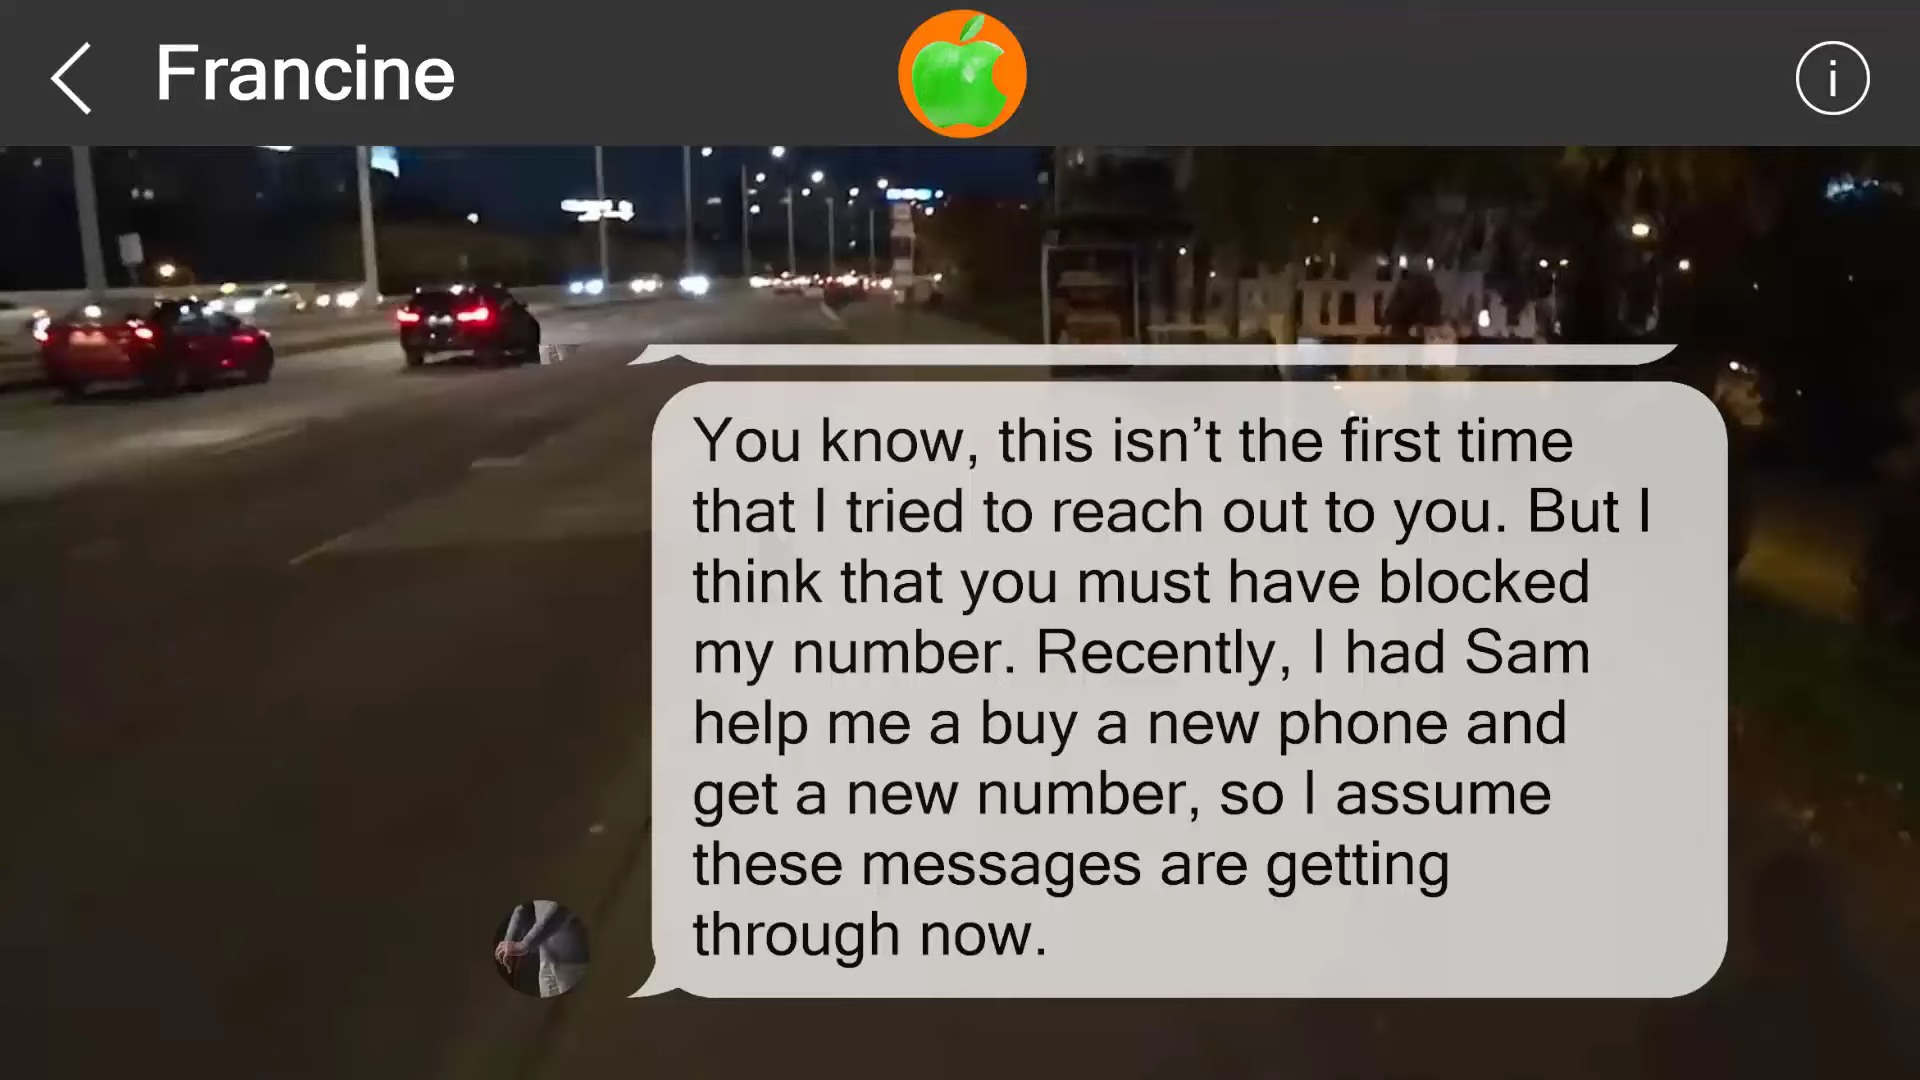 Francine
You know, this isn’t the first time
that I tried to reach out to you. But I
think that you must have blocked
my number. Recently, I had Sam
help me a buy a new phone and
get a new number, so I assume
these messages are getting
through now.